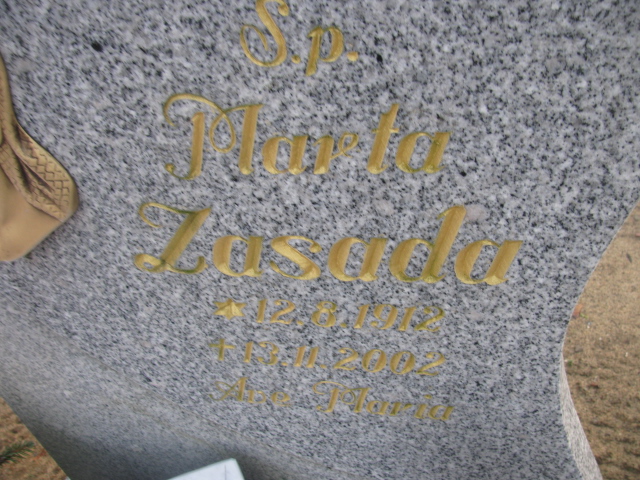 S.p.
Marta
Zasada
*12.8.1912
†13.11.2002
Ave Maria